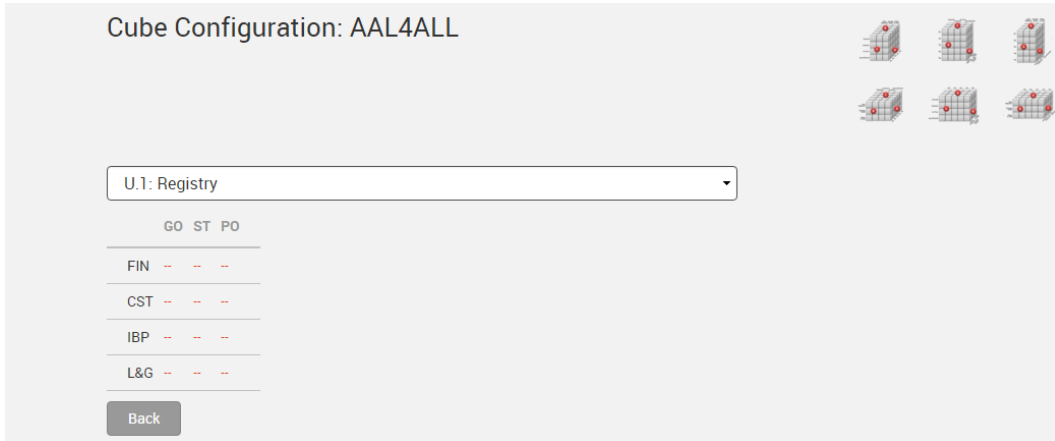 Cube Configuration: AAL4ALL
U.1: Registry
GO ST PO
FIN -- -- --
CST -- -- --
IBP -- -- --
L&G -- -- --
Back